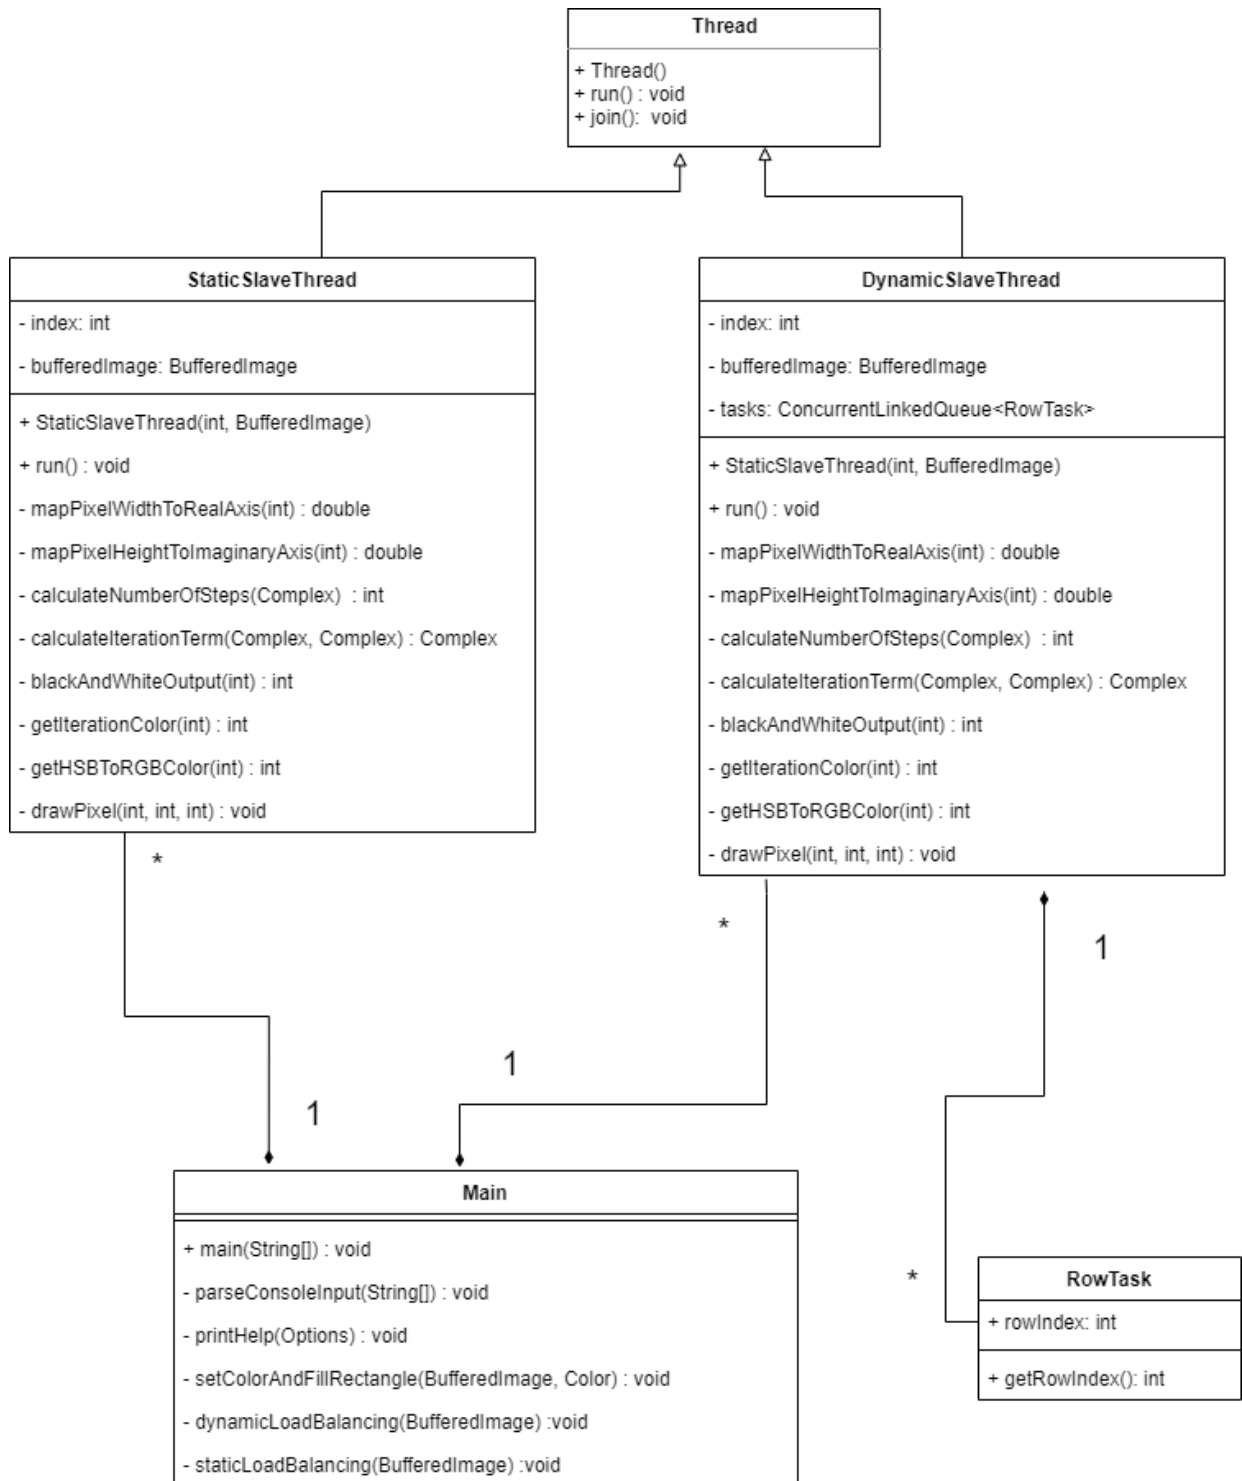 Thread
+ Thread()
+ run() : void
+ join():  void
StaticSlaveThread
- index: int
- bufferedImage: BufferedImage
+ StaticSlaveThread(int, BufferedImage)
+ run() : void
- mapPixelWidthToRealAxis(int) : double
- mapPixelHeightToImaginaryAxis(int) : double
- calculateNumberOfSteps(Complex)  : int
- calculateIterationTerm(Complex, Complex) : Complex
- blackAndWhiteOutput(int) : int
- getIterationColor(int) : int
- getHSBToRGBColor(int) : int
- drawPixel(int, int, int) : void
DynamicSlaveThread
- index: int
- bufferedImage: BufferedImage
- tasks: ConcurrentLinkedQueue<RowTask>
+ StaticSlaveThread(int, BufferedImage)
+ run() : void
- mapPixelWidthToRealAxis(int) : double
- mapPixelHeightToImaginaryAxis(int) : double
- calculateNumberOfSteps(Complex)  : int
- calculateIterationTerm(Complex, Complex) : Complex
- blackAndWhiteOutput(int) : int
- getIterationColor(int) : int
- getHSBToRGBColor(int) : int
- drawPixel(int, int, int) : void
*
*
1
1
1
Main
+ main(String[]) : void
- parseConsoleInput(String[]) : void
- printHelp(Options) : void
- setColorAndFillRectangle(BufferedImage, Color) : void
- dynamicLoadBalancing(BufferedImage) :void
- staticLoadBalancing(BufferedImage) :void
*
RowTask
+ rowIndex: int
+ getRowIndex(): int